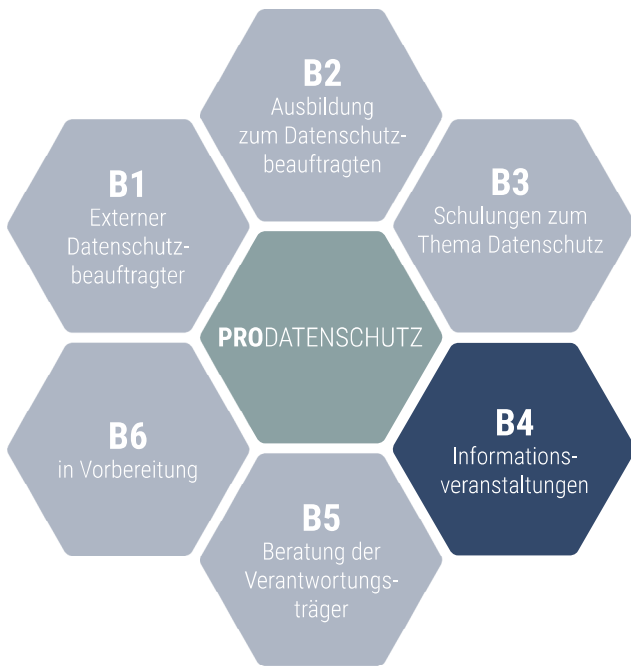 B1
Externer
Datenschutz-
beauftragter
B2
Ausbildung
zum Datenschutz-
beauftragten
B3
Schulungen zum
Thema Datenschutz
PRODATENSCHUTZ
B4
Informations-
veranstaltungen
B5
Beratung der
Verantwortungs-
träger
B6
in Vorbereitung